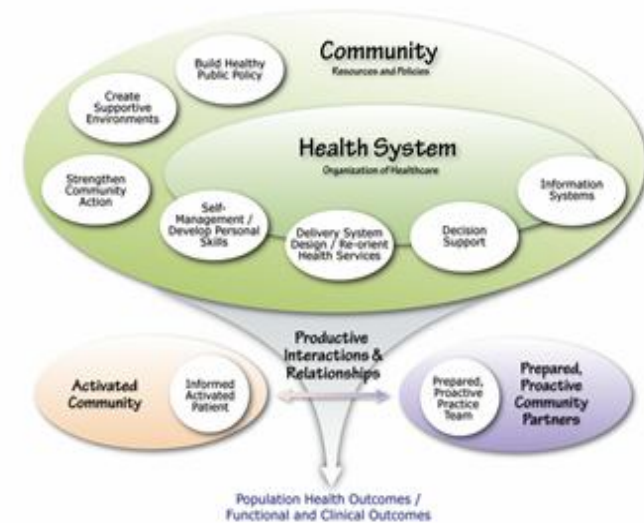 Community
Resources and Policies
Build Healthy
Public Policy
Create
Supportive
Environments
Strengthen
Community
Action
Health System
Organization of Healthcare
Self-
Management /
Develop Personal
Skills
Delivery System
Design / Re-orient
Health Services
Decision
Support
Information
Systems
Productive
Interactions &
Relationships
Activated
Community
Informed
Activated
Patient
Prepared,
Proactive
Practice
Team
Prepared,
Proactive
Community
Partners
Population Health Outcomes /
Functional and Clinical Outcomes